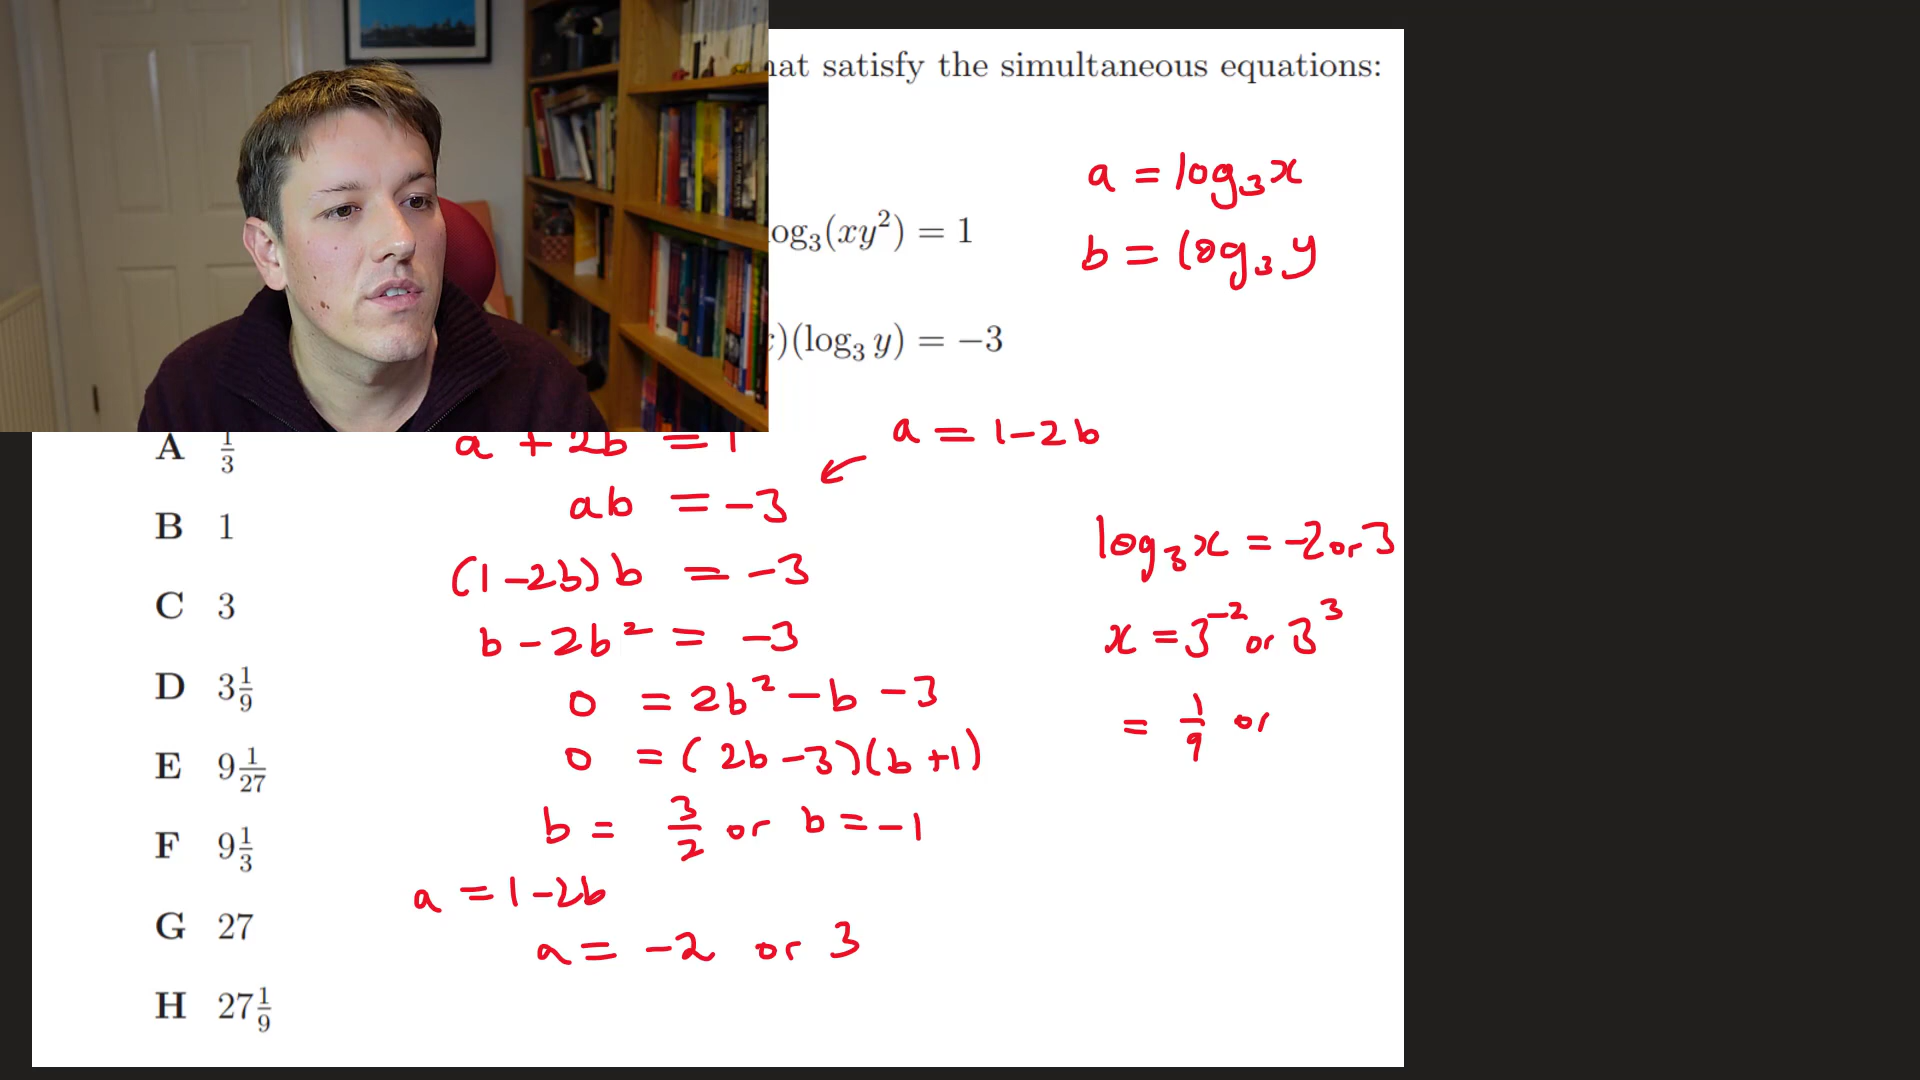 that satisfy the simultaneous equations:
log₃(xy²) = 1
)(log₃ y) = −3
a = log₃x
b = log₃y
A 1/3
B 1
C 3
D 3 1/9
E 9 1/27
F 9 1/3
G 27
H 27 1/9
a + 2b = 1
a = 1-2b
ab = -3
(1-2b)b = -3
b - 2b² = -3
0 = 2b² - b - 3
0 = (2b-3)(b+1)
b = 3/2 or b = -1
a = 1-2b
a = -2 or 3
log₃x = -2 or 3
x = 3⁻² or 3³
= 1/9 or